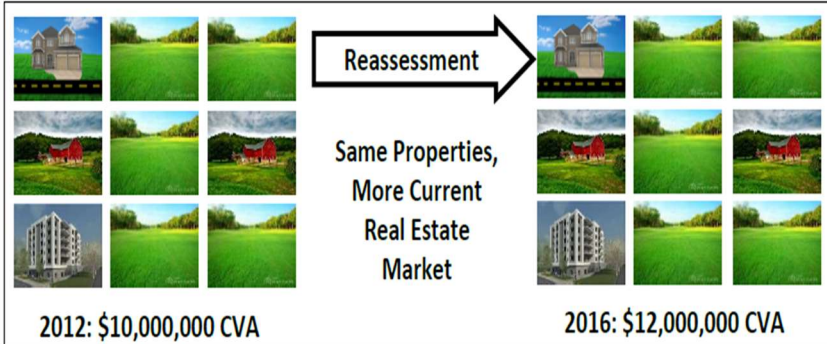 Reassessment
Same Properties,
More Current
Real Estate
Market
2012: $10,000,000 CVA
2016: $12,000,000 CVA